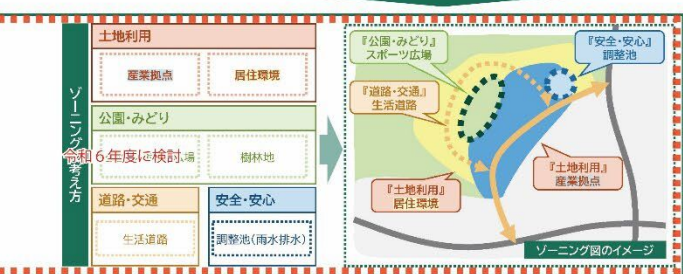 ゾーニングの考え方
土地利用
産業拠点
居住環境
公園・みどり
場
樹林地
令和6年度に検討
道路・交通
生活道路
安全・安心
調整池(雨水排水)
『公園・みどり』
スポーツ広場
『安全・安心』
調整池
『道路・交通』
生活道路
『土地利用』
産業拠点
『土地利用』
居住環境
ゾーニング図のイメージ